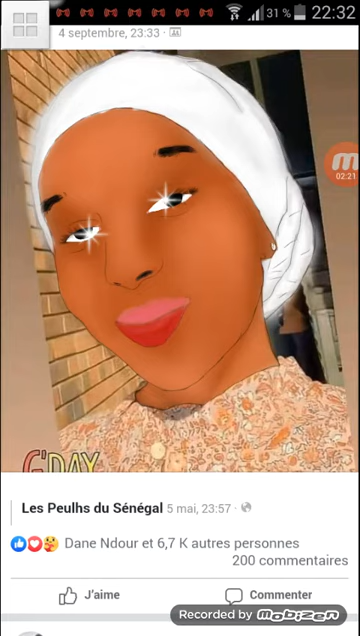 31 % 22:32
4 septembre, 23:33 ·
02:21
G'DAY
Les Peulhs du Sénégal 5 mai, 23:57 ·
Dane Ndour et 6,7 K autres personnes
200 commentaires
J'aime
Commenter
Recorded by mobizen